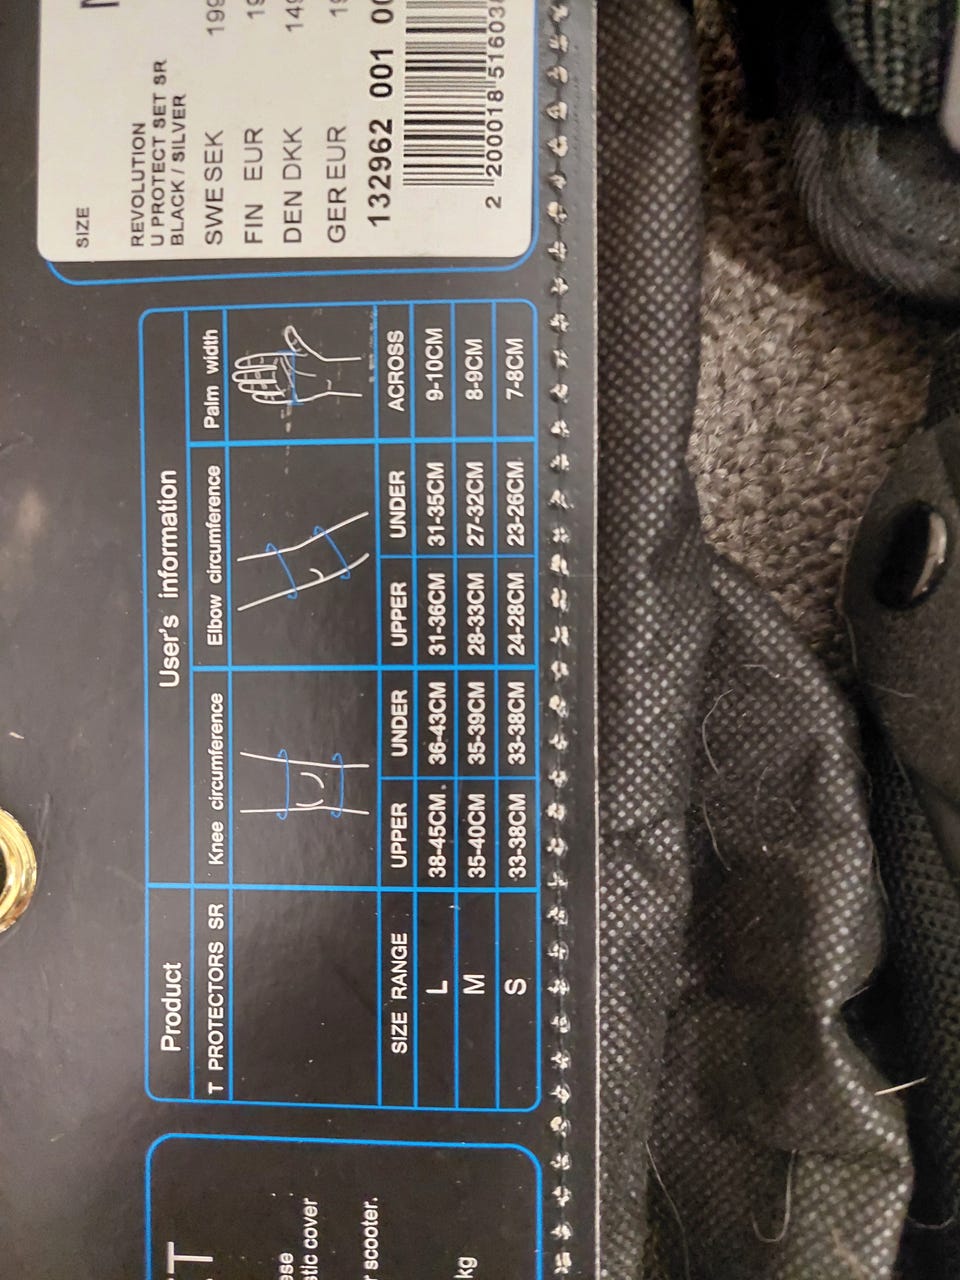 SIZE
REVOLUTION
U PROTECT SET SR
BLACK / SILVER
SWE SEK
FIN EUR
DEN DKK
GER EUR
132962 001
2 200018 51603
Product User's information
T PROTECTORS SR Knee circumference Elbow circumference Palm width
SIZE RANGE UPPER UNDER UPPER UNDER ACROSS
L 38-45CM. 36-43CM 31-36CM 31-35CM 9-10CM
M 35-40CM 35-39CM 28-33CM 27-32CM 8-9CM
S 33-38CM 33-38CM 24-28CM 23-26CM 7-8CM
scooter.
kg